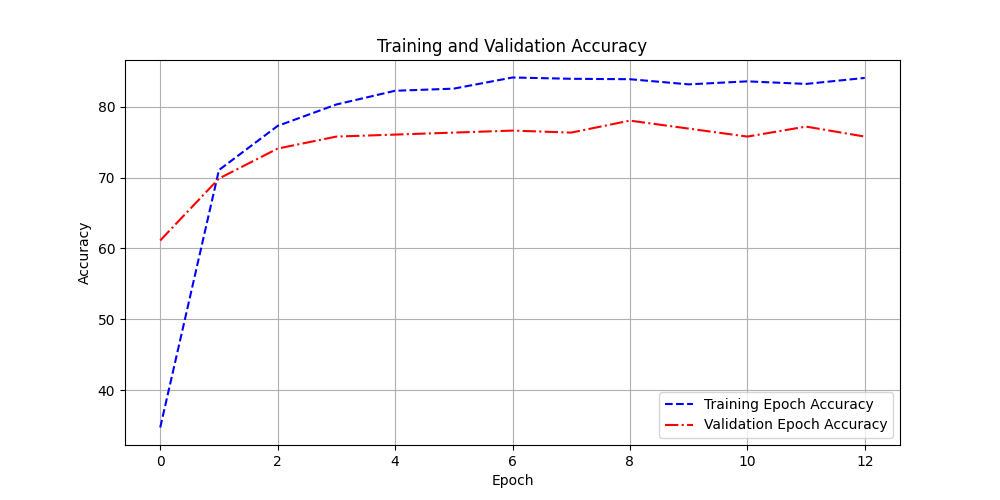 Training and Validation Accuracy
Accuracy
80
70
60
50
40
0 2 4 6 8 10 12
Epoch
Training Epoch Accuracy
Validation Epoch Accuracy